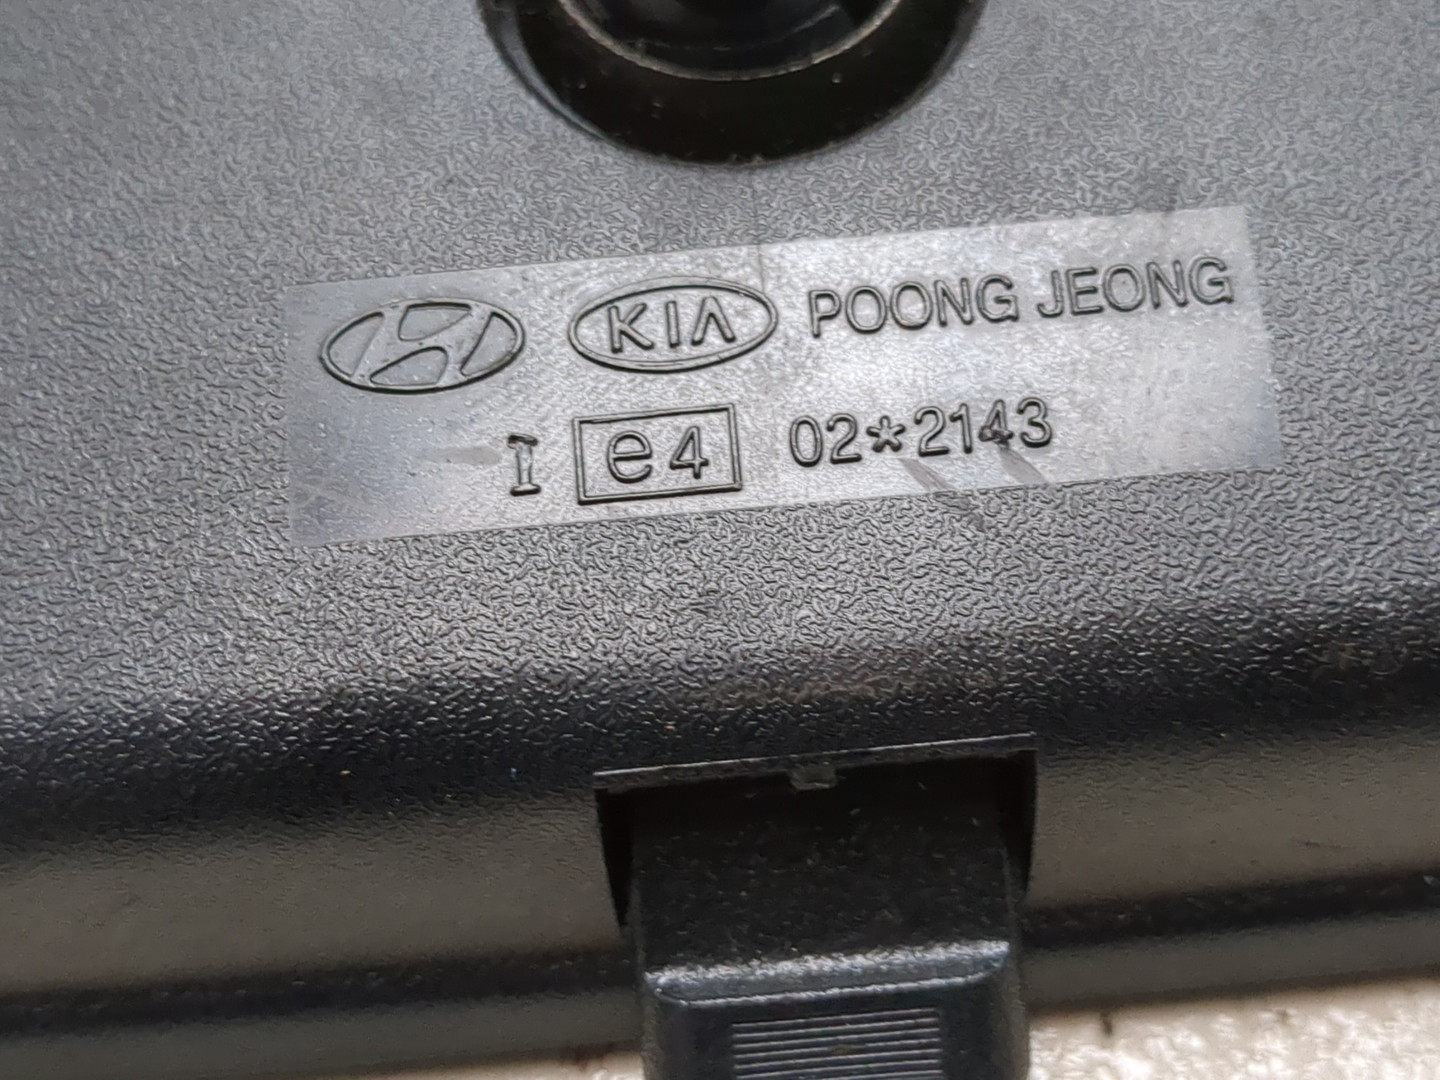 KIA POONG JEONG
I e4 02*2143